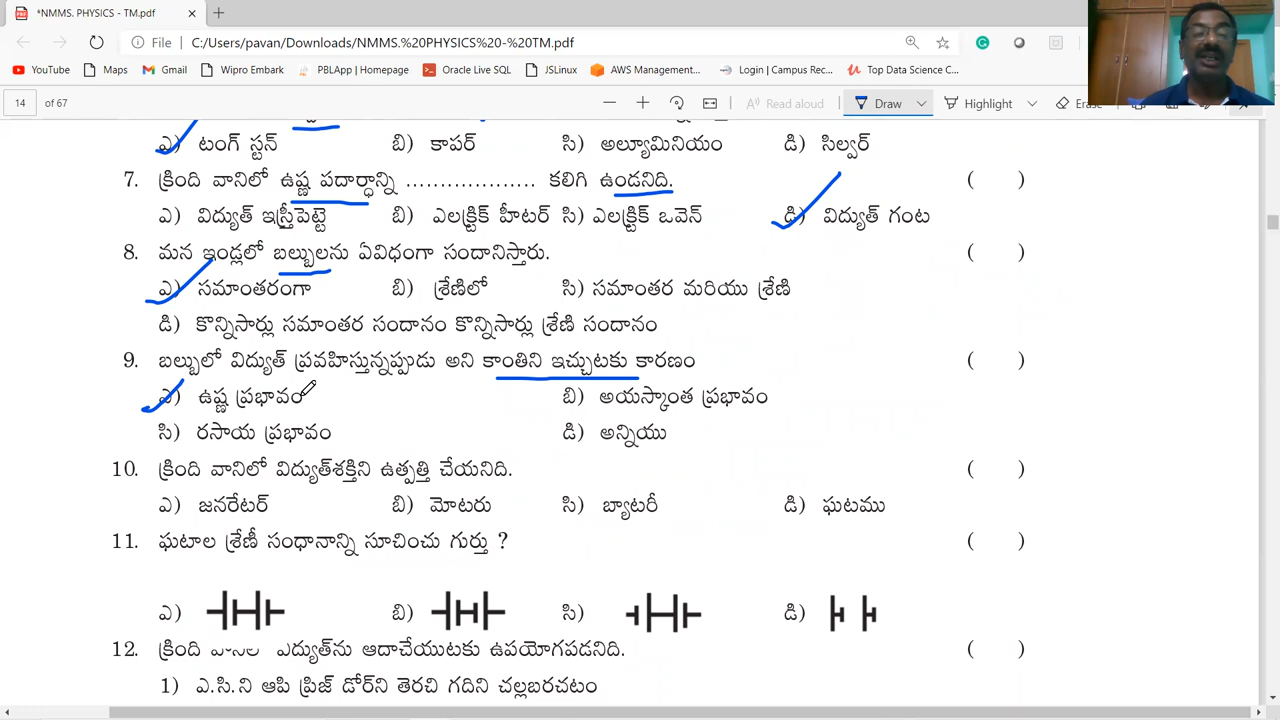 *NMMS. PHYSICS - TM.pdf
File C:/Users/pavan/Downloads/NMMS.%20PHYSICS%20-%20TM.pdf
YouTube Maps Gmail Wipro Embark PBLApp | Homepage Oracle Live SQL JSLinux AWS Management... Login | Campus Rec... Top Data Science C...
14 of 67 Read aloud Draw Highlight Erase
ఎ) టంగ్ స్టన్ బి) కాపర్ సి) అల్యూమినియం డి) సిల్వర్
7. క్రింది వానిలో ఉష్ణ పదార్థాన్ని ................... కలిగి ఉండనిది. ( )
ఎ) విద్యుత్ ఇస్త్రీపెట్టె బి) ఎలక్ట్రిక్ హీటర్ సి) ఎలక్ట్రిక్ ఒవెన్ డి) విద్యుత్ గంట
8. మన ఇండ్లలో బల్బులను ఏవిధంగా సందానిస్తారు. ( )
ఎ) సమాంతరంగా బి) శ్రేణిలో సి) సమాంతర మరియు శ్రేణి
డి) కొన్నిసార్లు సమాంతర సందానం కొన్నిసార్లు శ్రేణి సందానం
9. బల్బులో విద్యుత్ ప్రవహిస్తున్నప్పుడు అని కాంతిని ఇచ్చుటకు కారణం ( )
ఎ) ఉష్ణ ప్రభావం బి) అయస్కాంత ప్రభావం
సి) రసాయ ప్రభావం డి) అన్నియు
10. క్రింది వానిలో విద్యుత్‌శక్తిని ఉత్పత్తి చేయనిది. ( )
ఎ) జనరేటర్ బి) మోటరు సి) బ్యాటరీ డి) ఘటము
11. ఘటాల శ్రేణీ సంధానాన్ని సూచించు గుర్తు ? ( )
ఎ) బి) సి) డి)
12. క్రింది విద్యుత్‌ను ఆదాచేయుటకు ఉపయోగపడనిది. ( )
1) ఎ.సి.ని ఆపి ఫ్రిజ్ డోర్‌ని తెరచి గదిని చల్లబరచటం